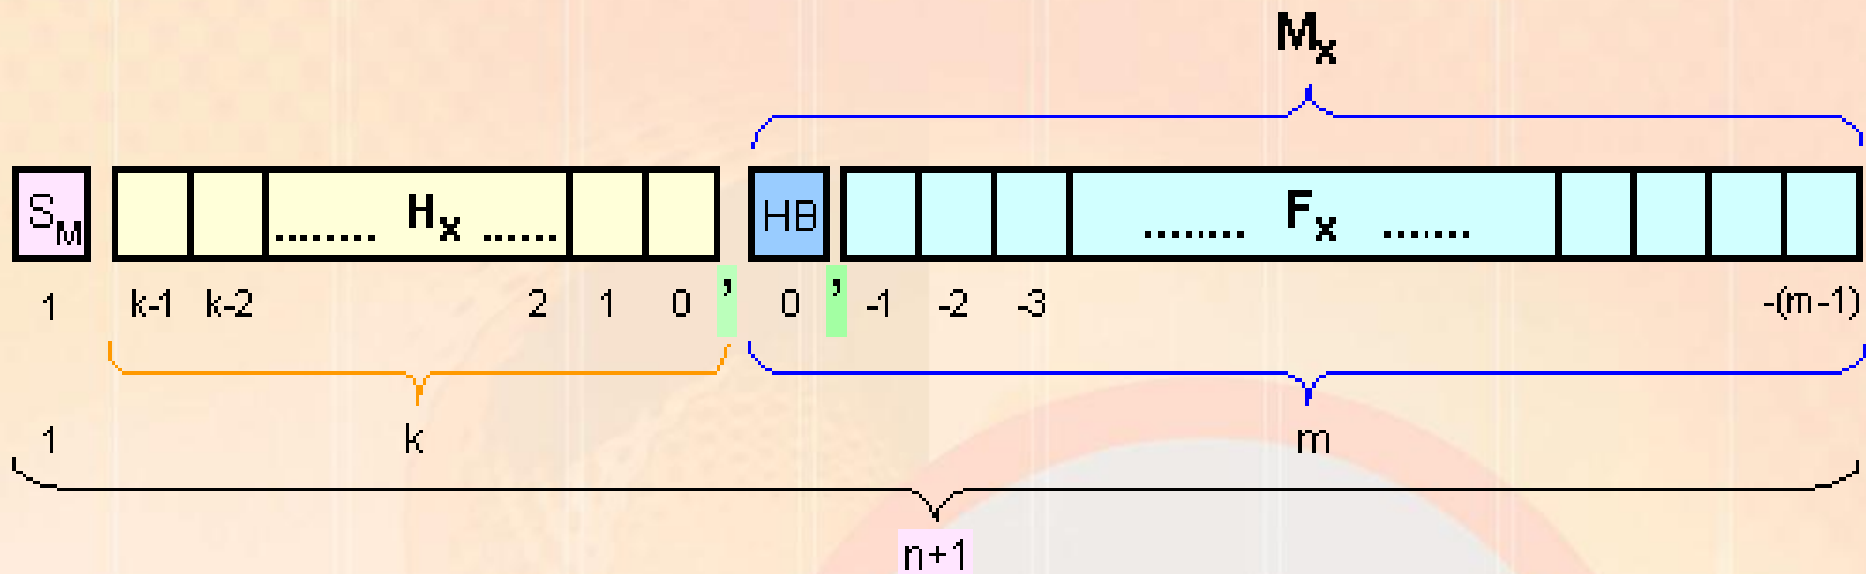 Mx
SM ........ Hx ...... HB ........ Fx .......
1 k-1 k-2 2 1 0 , 0 , -1 -2 -3 -(m-1)
1 k m
n+1